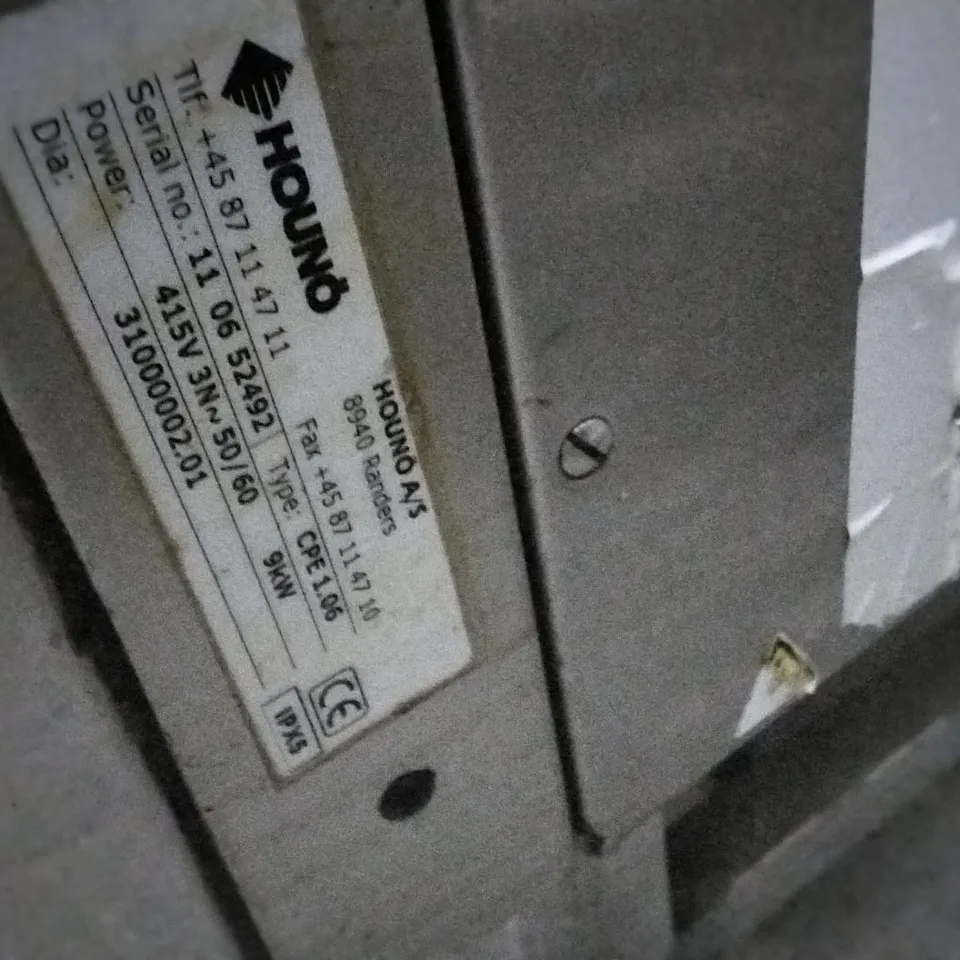 HOUNÖ
HOUNÖ A/S
8940 Randers
Tlf.: +45 87 11 47 11 Fax +45 87 11 47 10
Serial no.: 11 06 52492 Type: CPE 1.06
Power: 415V 3N~ 50/60 9kW
Dia: 31000002.01
CE
IPX5